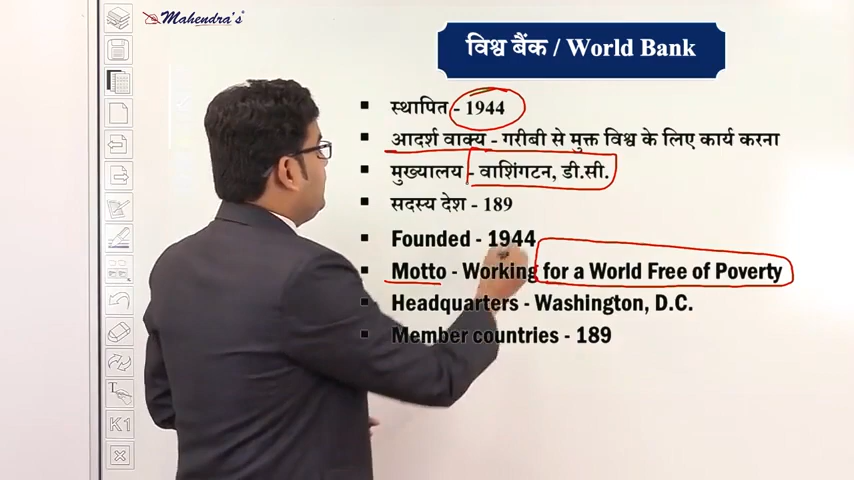 Mahendra's
विश्व बैंक / World Bank
स्थापित - 1944
आदर्श वाक्य - गरीबी से मुक्त विश्व के लिए कार्य करना
मुख्यालय - वाशिंगटन, डी.सी.
सदस्य देश - 189
Founded - 1944
Motto - Working for a World Free of Poverty
Headquarters - Washington, D.C.
Member countries - 189
T
K1